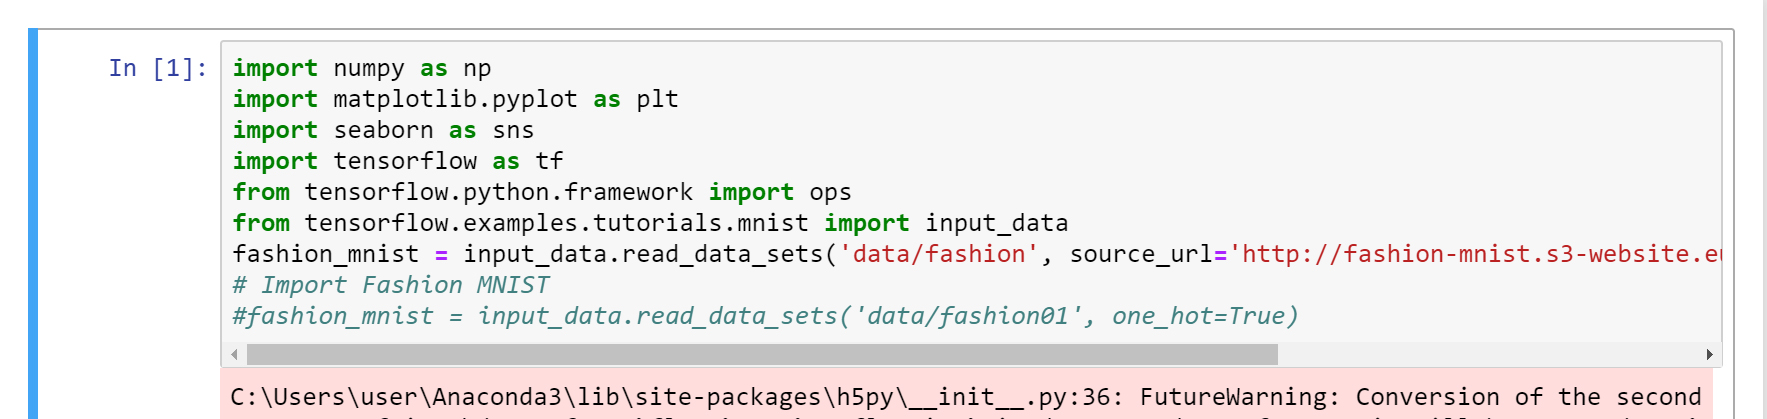 In [1]:
import numpy as np
import matplotlib.pyplot as plt
import seaborn as sns
import tensorflow as tf
from tensorflow.python.framework import ops
from tensorflow.examples.tutorials.mnist import input_data
fashion_mnist = input_data.read_data_sets('data/fashion', source_url='http://fashion-mnist.s3-website.eu
# Import Fashion MNIST
#fashion_mnist = input_data.read_data_sets('data/fashion01', one_hot=True)
C:\Users\user\Anaconda3\lib\site-packages\h5py\__init__.py:36: FutureWarning: Conversion of the second